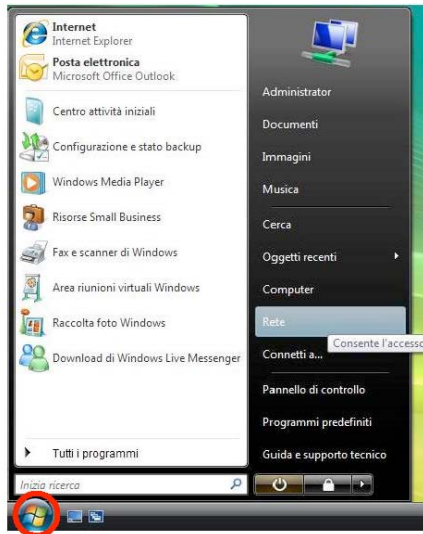 Internet
Internet Explorer
Posta elettronica
Microsoft Office Outlook
Centro attività iniziali
Configurazione e stato backup
Windows Media Player
Risorse Small Business
Fax e scanner di Windows
Area riunioni virtuali Windows
Raccolta foto Windows
Download di Windows Live Messenger
Tutti i programmi
Inizia ricerca
Administrator
Documenti
Immagini
Musica
Cerca
Oggetti recenti
Computer
Rete
Consente l'accesso
Connetti a...
Pannello di controllo
Programmi predefiniti
Guida e supporto tecnico